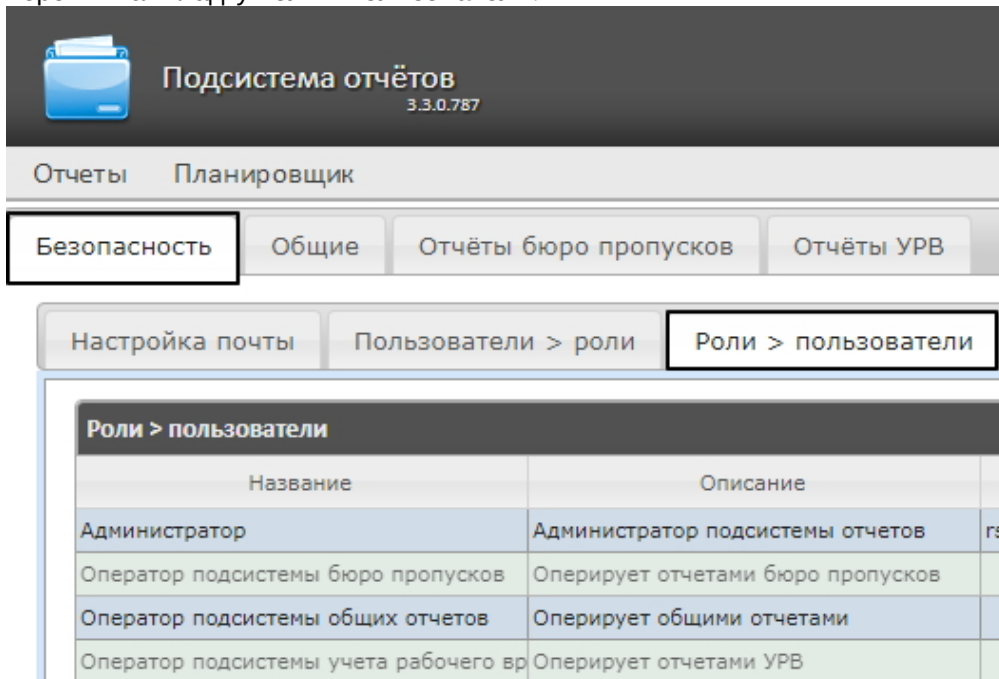 Подсистема отчётов
3.3.0.787
Отчеты Планировщик
Безопасность Общие Отчёты бюро пропусков Отчёты УРВ
Настройка почты Пользователи > роли Роли > пользователи
Роли > пользователи
Название Описание
Администратор Администратор подсистемы отчетов
Оператор подсистемы бюро пропусков Оперирует отчетами бюро пропусков
Оператор подсистемы общих отчетов Оперирует общими отчетами
Оператор подсистемы учета рабочего вр Оперирует отчетами УРВ